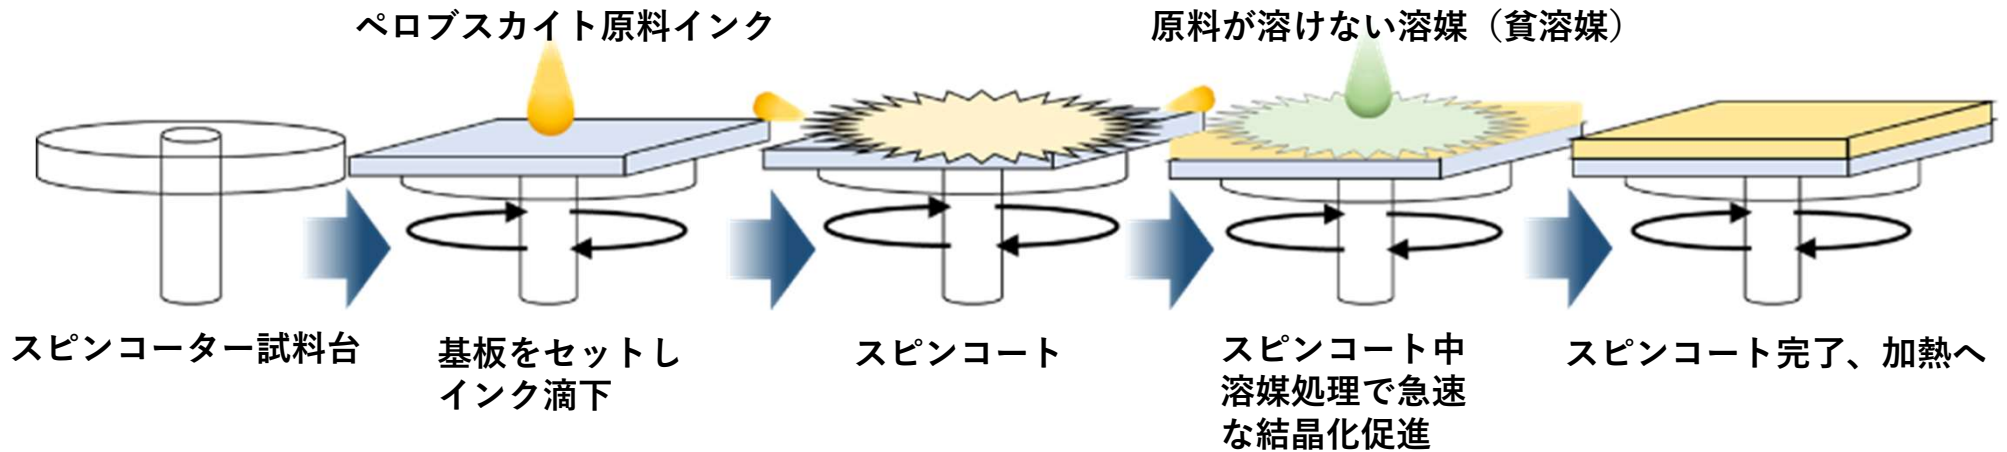 ペロブスカイト原料インク
原料が溶けない溶媒（貧溶媒）
スピンコーター試料台
基板をセットし
インク滴下
スピンコート
スピンコート中
溶媒処理で急速
な結晶化促進
スピンコート完了、加熱へ